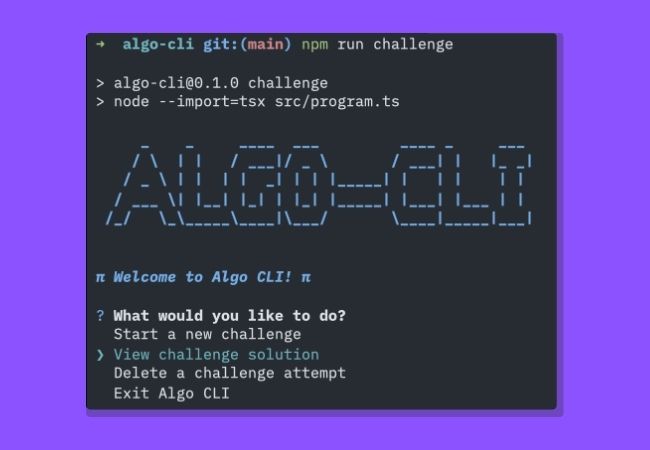 ➜ algo-cli git:(main) npm run challenge
> algo-cli@0.1.0 challenge
> node --import=tsx src/program.ts
ALGO-CLI
π Welcome to Algo CLI! π
? What would you like to do?
Start a new challenge
❯ View challenge solution
Delete a challenge attempt
Exit Algo CLI